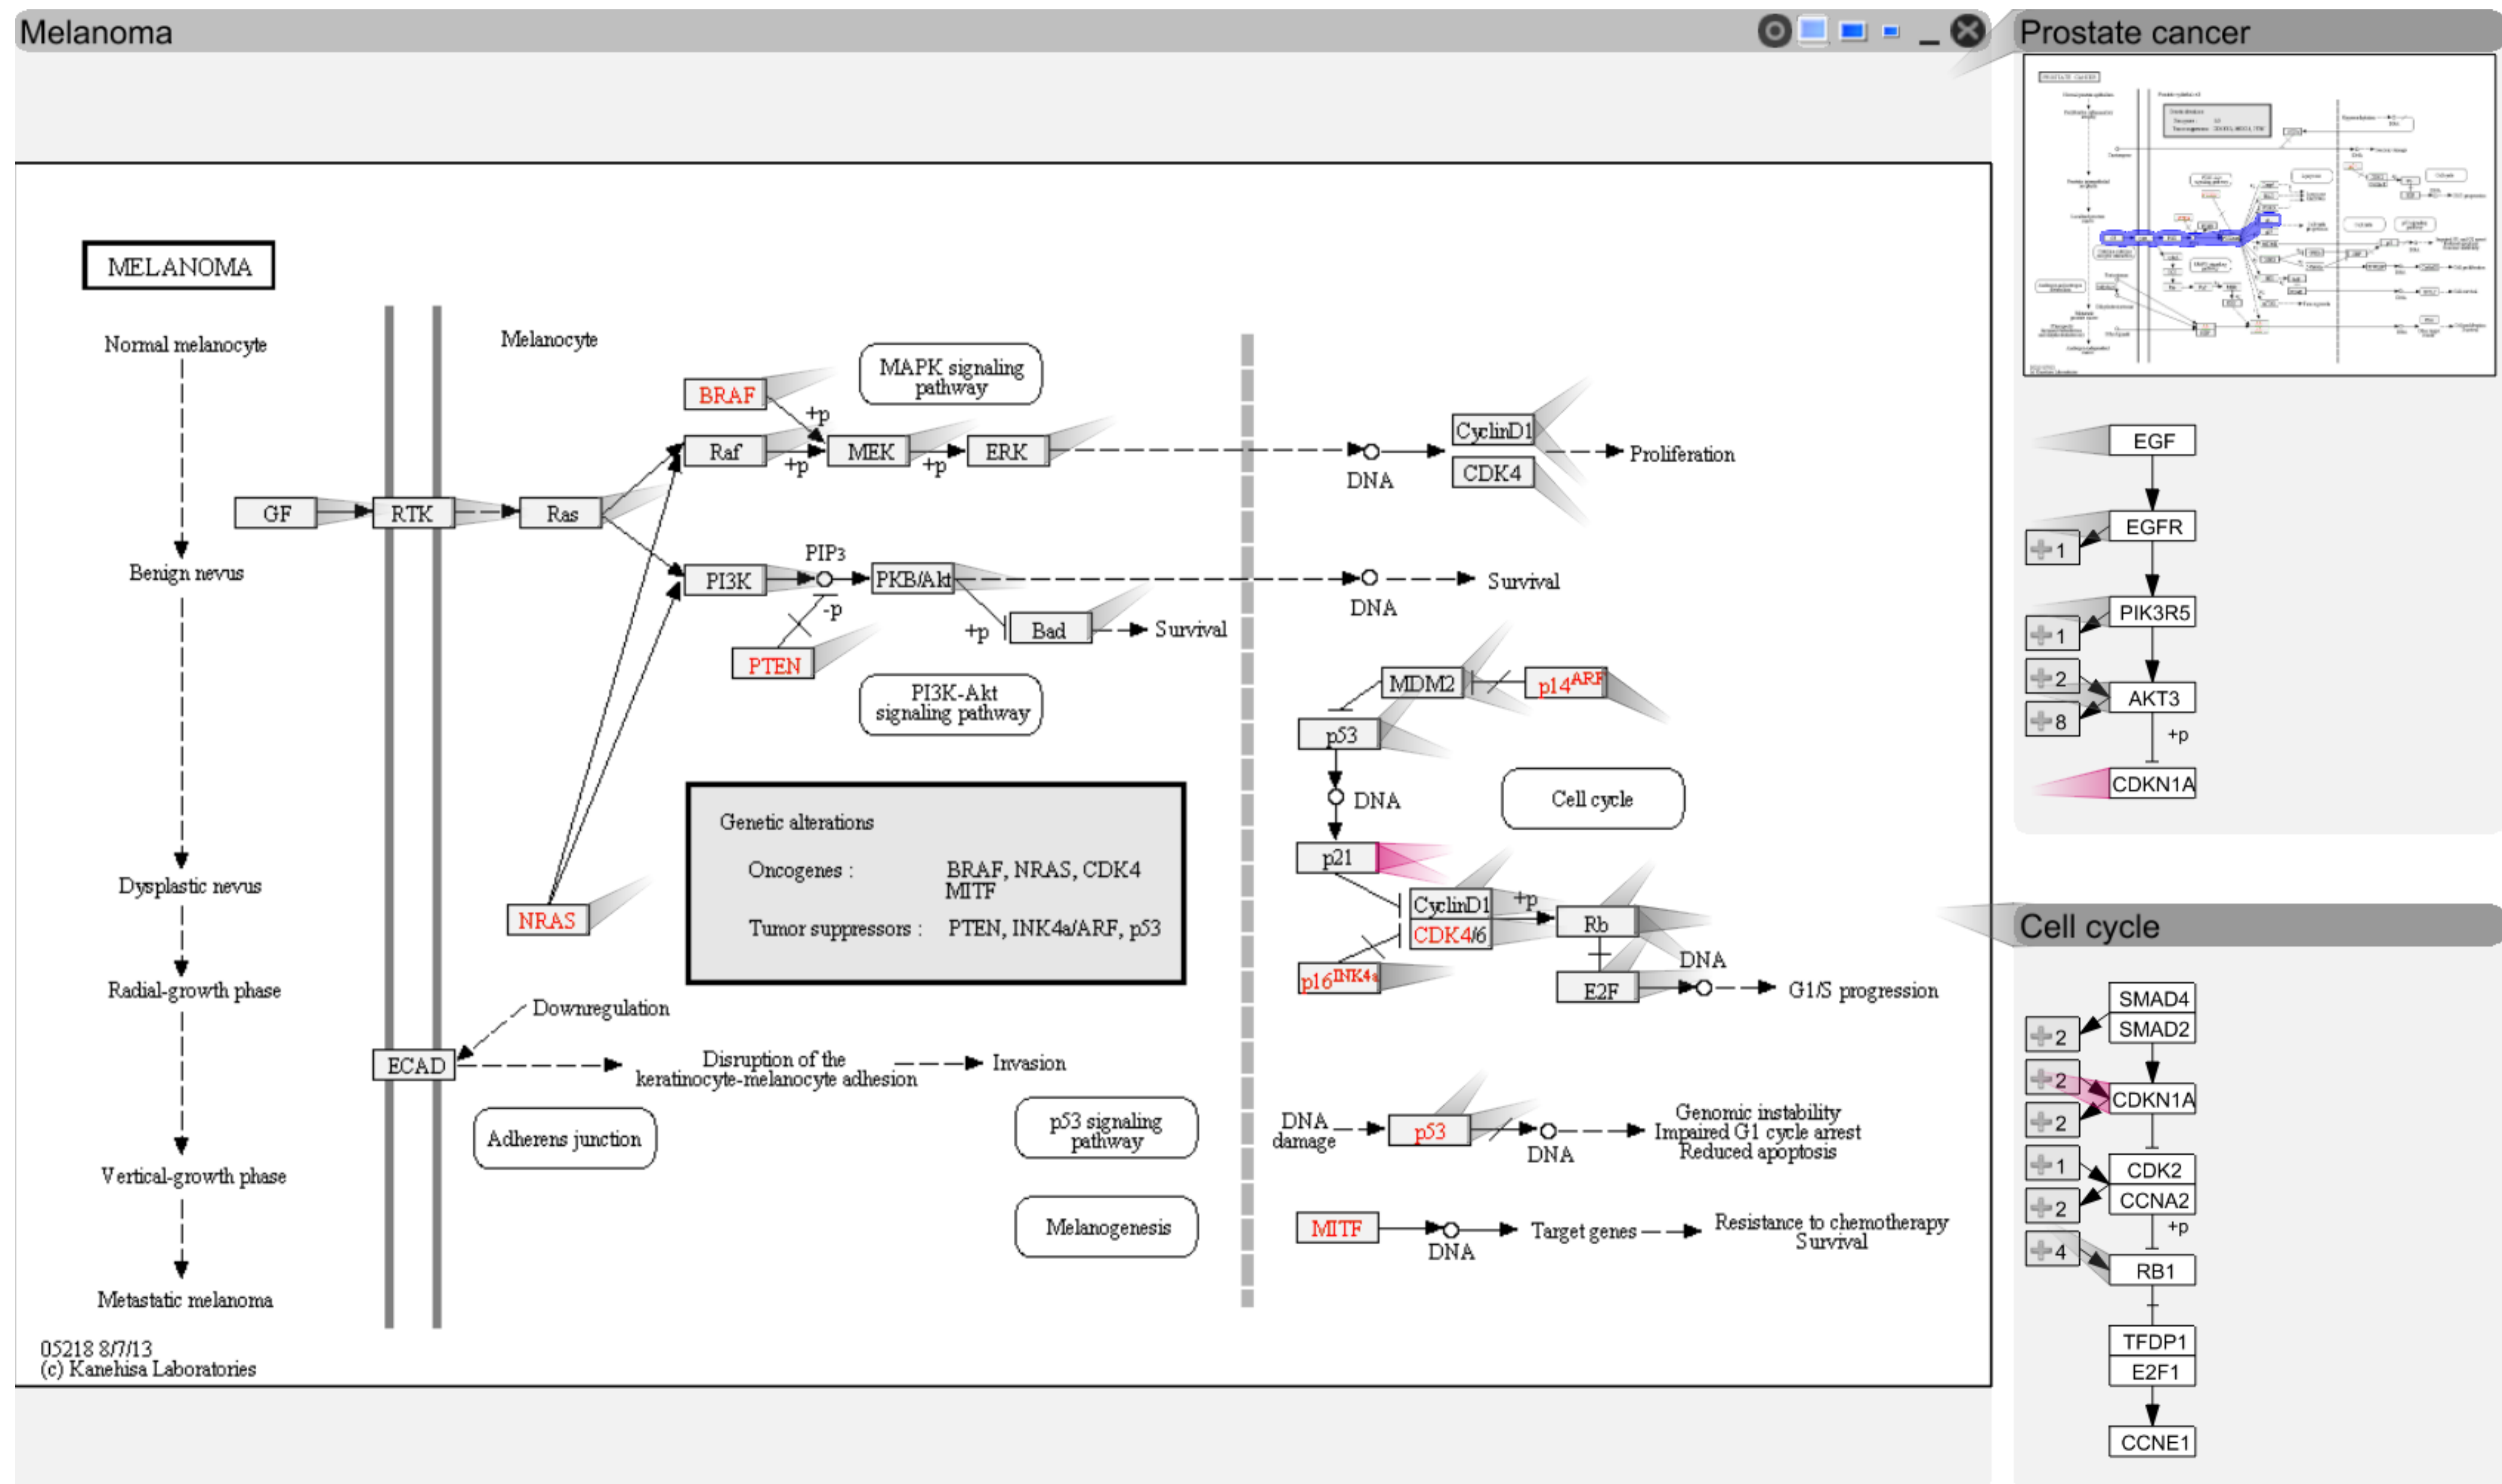 Melanoma
MELANOMA
Normal melanocyte
Benign nevus
Dysplastic nevus
Radial-growth phase
Vertical-growth phase
Metastatic melanoma
05218 8/7/13
(c) Kanehisa Laboratories
Melanocyte
MAPK signaling
pathway
BRAF
+p
Raf
+p
MEK
+p
ERK
DNA
CyclinD1
CDK4
Proliferation
GF
RTK
Ras
PI3K
PIP3
-p
PKB/Akt
DNA
Survival
+p
Bad
Survival
PTEN
PI3K-Akt
signaling pathway
MDM2
p14ARF
p53
DNA
Cell cycle
p21
CyclinD1
CDK4/6
+p
Rb
p16INK4a
E2F
DNA
G1/S progression
Genetic alterations
Oncogenes : BRAF, NRAS, CDK4
MITF
Tumor suppressors : PTEN, INK4a/ARF, p53
NRAS
Downregulation
ECAD
Disruption of the
keratinocyte-melanocyte adhesion
Invasion
Adherens junction
p53 signaling
pathway
Melanogenesis
DNA
damage
p53
DNA
Genomic instability
Impaired G1 cycle arrest
Reduced apoptosis
MITF
DNA
Target genes
Resistance to chemotherapy
Survival
Prostate cancer
PROSTATE CANCER
EGF
EGFR
1
PIK3R5
1
2
AKT3
8
+p
CDKN1A
Cell cycle
SMAD4
SMAD2
2
2
CDKN1A
2
1
CDK2
CCNA2
2
+p
4
RB1
TFDP1
E2F1
CCNE1